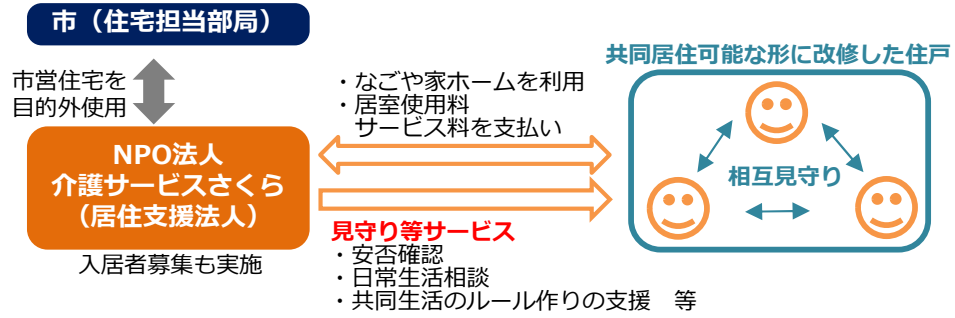 市（住宅担当部局）
市営住宅を
目的外使用
NPO法人
介護サービスさくら
（居住支援法人）
入居者募集も実施
・なごや家ホームを利用
・居室使用料
サービス料を支払い
見守り等サービス
・安否確認
・日常生活相談
・共同生活のルール作りの支援　等
共同居住可能な形に改修した住戸
相互見守り